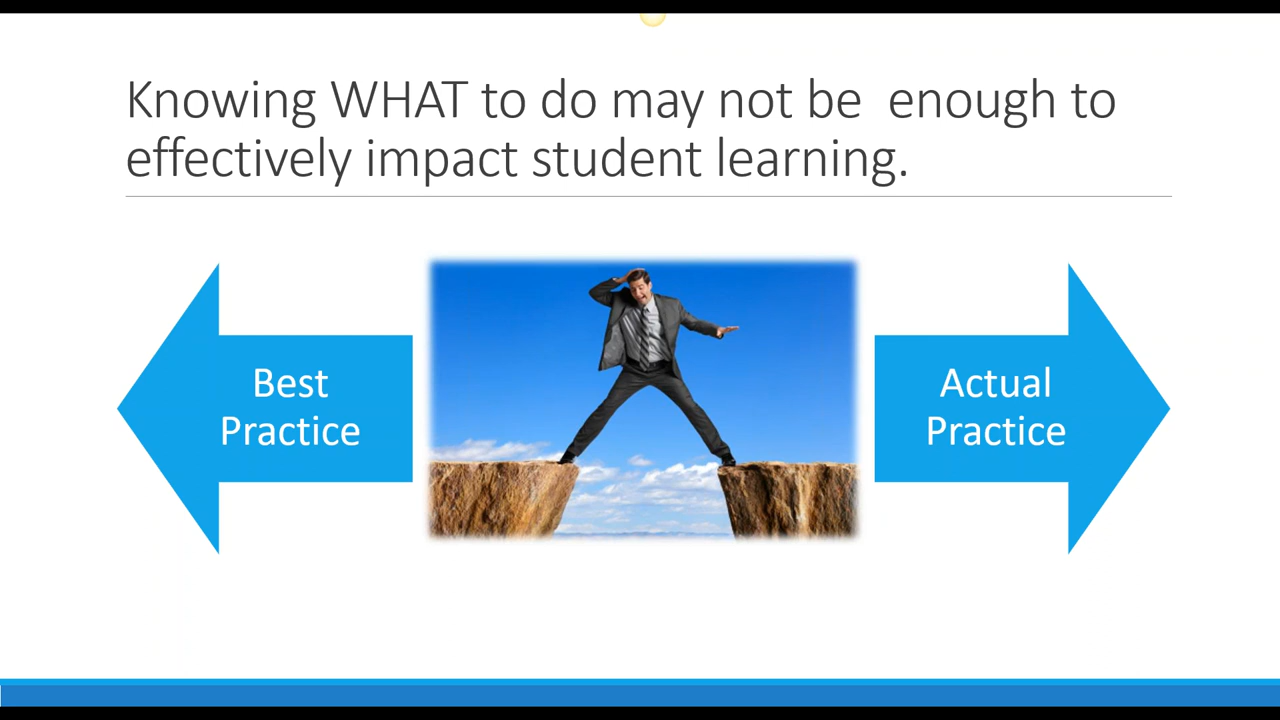 Knowing WHAT to do may not be  enough to
effectively impact student learning.
Best
Practice
Actual
Practice